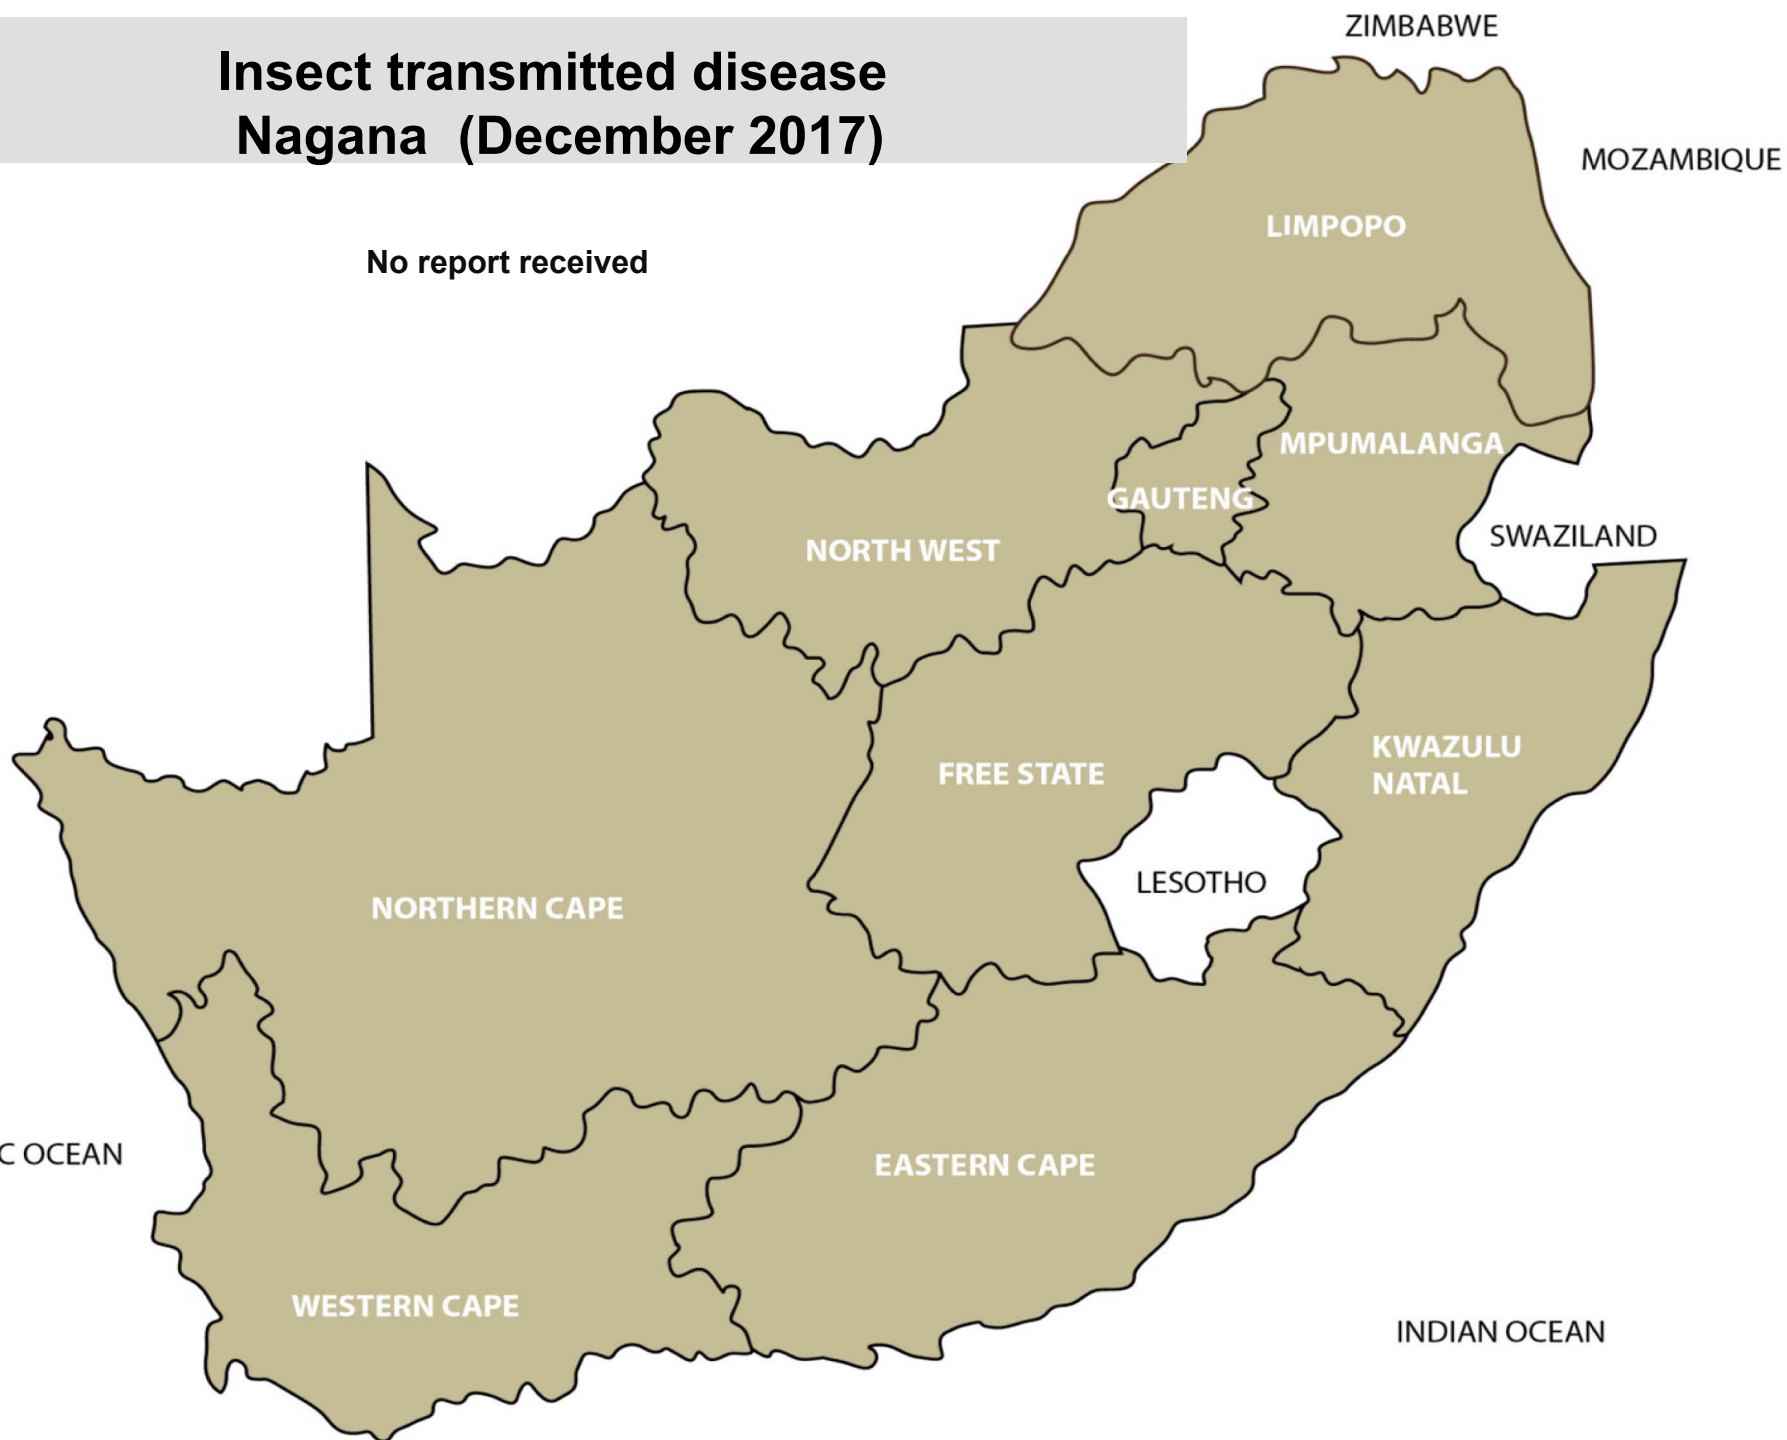 Insect transmitted disease
Nagana (December 2017)
ZIMBABWE
MOZAMBIQUE
LIMPOPO
No report received
MPUMALANGA
GAUTENG
SWAZILAND
NORTH WEST
KWAZULU
NATAL
FREE STATE
LESOTHO
NORTHERN CAPE
C OCEAN
EASTERN CAPE
WESTERN CAPE
INDIAN OCEAN